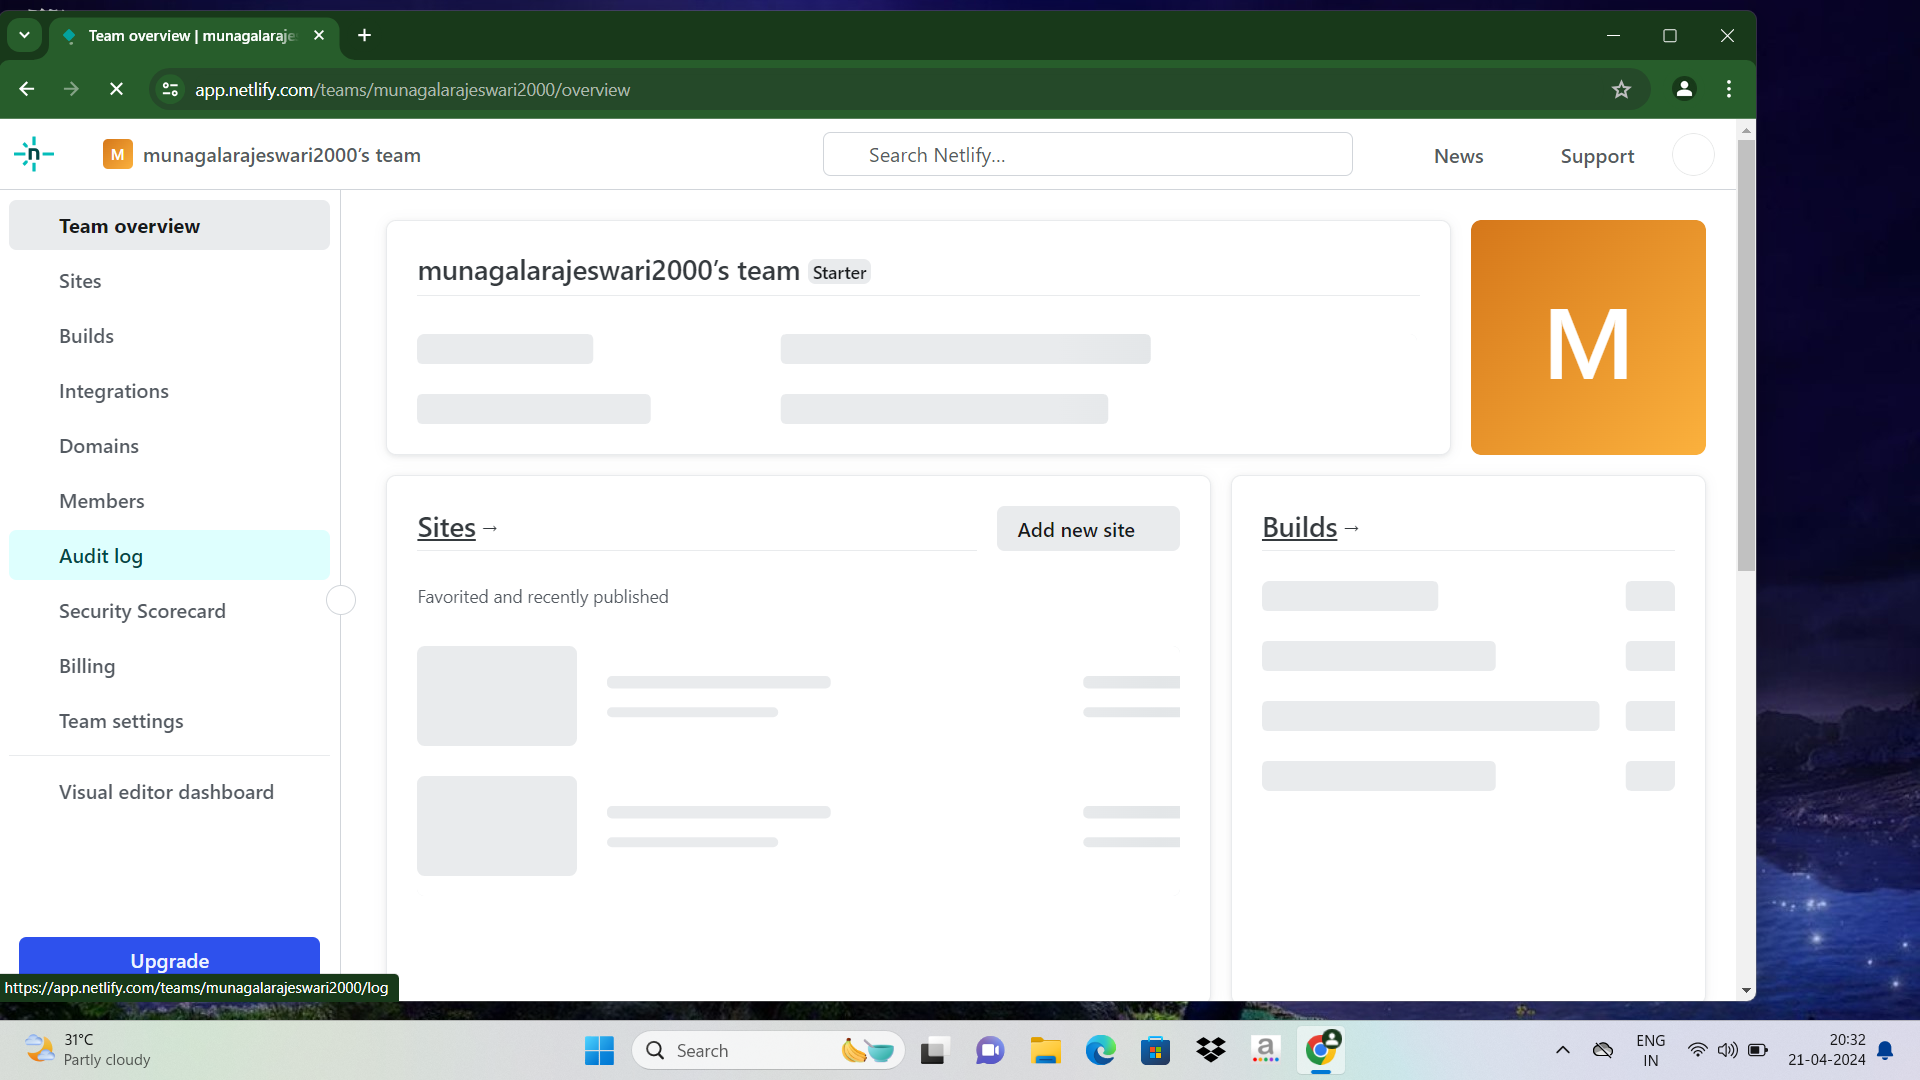 Team overview | munagalaraje
app.netlify.com/teams/munagalarajeswari2000/overview
n
M munagalarajeswari2000's team
Search Netlify...
News
Support
Team overview
Sites
Builds
Integrations
Domains
Members
Audit log
Security Scorecard
Billing
Team settings
Visual editor dashboard
Upgrade
https://app.netlify.com/teams/munagalarajeswari2000/log
munagalarajeswari2000's team Starter
M
Sites →
Add new site
Favorited and recently published
Builds →
31°C
Partly cloudy
Search
a
ENG
IN
20:32
21-04-2024